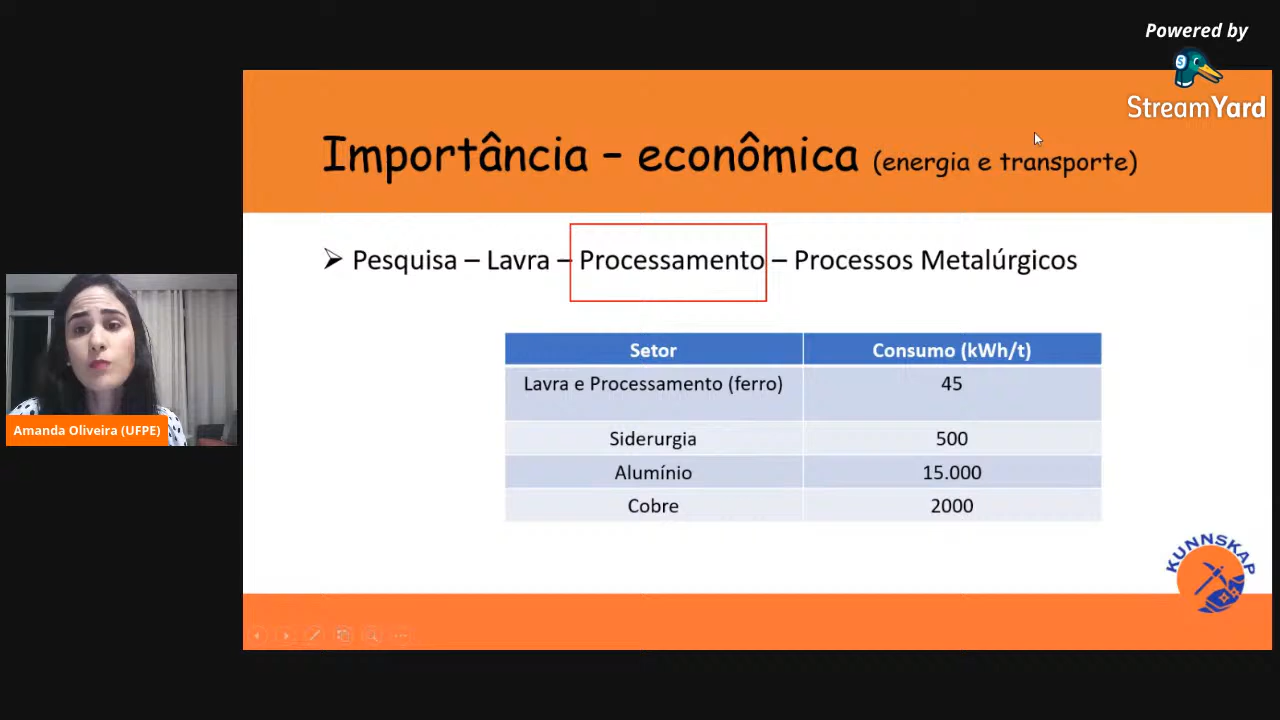 Powered by
StreamYard
Importância – econômica (energia e transporte)
➢ Pesquisa – Lavra – Processamento – Processos Metalúrgicos
Setor Consumo (kWh/t)
Lavra e Processamento (ferro) 45
Siderurgia 500
Alumínio 15.000
Cobre 2000
Amanda Oliveira (UFPE)
KUNNSKAP